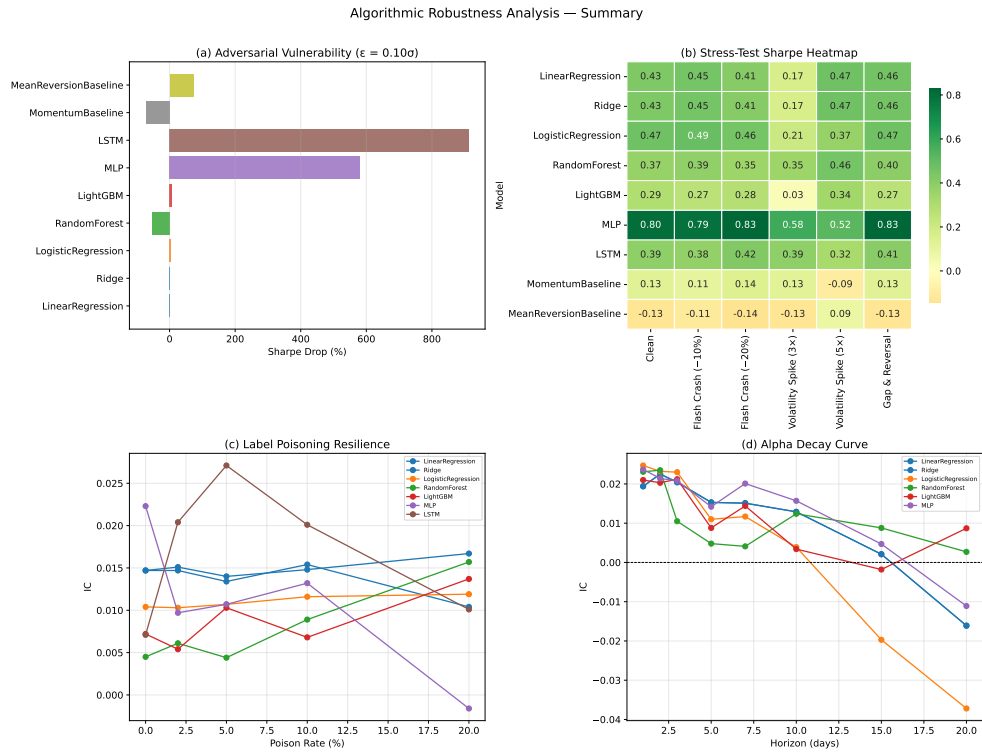 Algorithmic Robustness Analysis — Summary
(a) Adversarial Vulnerability (ε = 0.10σ)
MeanReversionBaseline
MomentumBaseline
LSTM
MLP
LightGBM
RandomForest
LogisticRegression
Ridge
LinearRegression
0 200 400 600 800
Sharpe Drop (%)
(b) Stress-Test Sharpe Heatmap
Model
LinearRegression 0.43 0.45 0.41 0.17 0.47 0.46
Ridge 0.43 0.45 0.41 0.17 0.47 0.46
LogisticRegression 0.47 0.49 0.46 0.21 0.37 0.47
RandomForest 0.37 0.39 0.35 0.35 0.46 0.40
LightGBM 0.29 0.27 0.28 0.03 0.34 0.27
MLP 0.80 0.79 0.83 0.58 0.52 0.83
LSTM 0.39 0.38 0.42 0.39 0.32 0.41
MomentumBaseline 0.13 0.11 0.14 0.13 -0.09 0.13
MeanReversionBaseline -0.13 -0.11 -0.14 -0.13 0.09 -0.13
Clean
Flash Crash (−10%)
Flash Crash (−20%)
Volatility Spike (3×)
Volatility Spike (5×)
Gap & Reversal
0.8
0.6
0.4
0.2
0.0
(c) Label Poisoning Resilience
IC
0.025
0.020
0.015
0.010
0.005
0.000
LinearRegression
Ridge
LogisticRegression
RandomForest
LightGBM
MLP
LSTM
0.0 2.5 5.0 7.5 10.0 12.5 15.0 17.5 20.0
Poison Rate (%)
(d) Alpha Decay Curve
IC
0.02
0.01
0.00
−0.01
−0.02
−0.03
−0.04
LinearRegression
Ridge
LogisticRegression
RandomForest
LightGBM
MLP
2.5 5.0 7.5 10.0 12.5 15.0 17.5 20.0
Horizon (days)